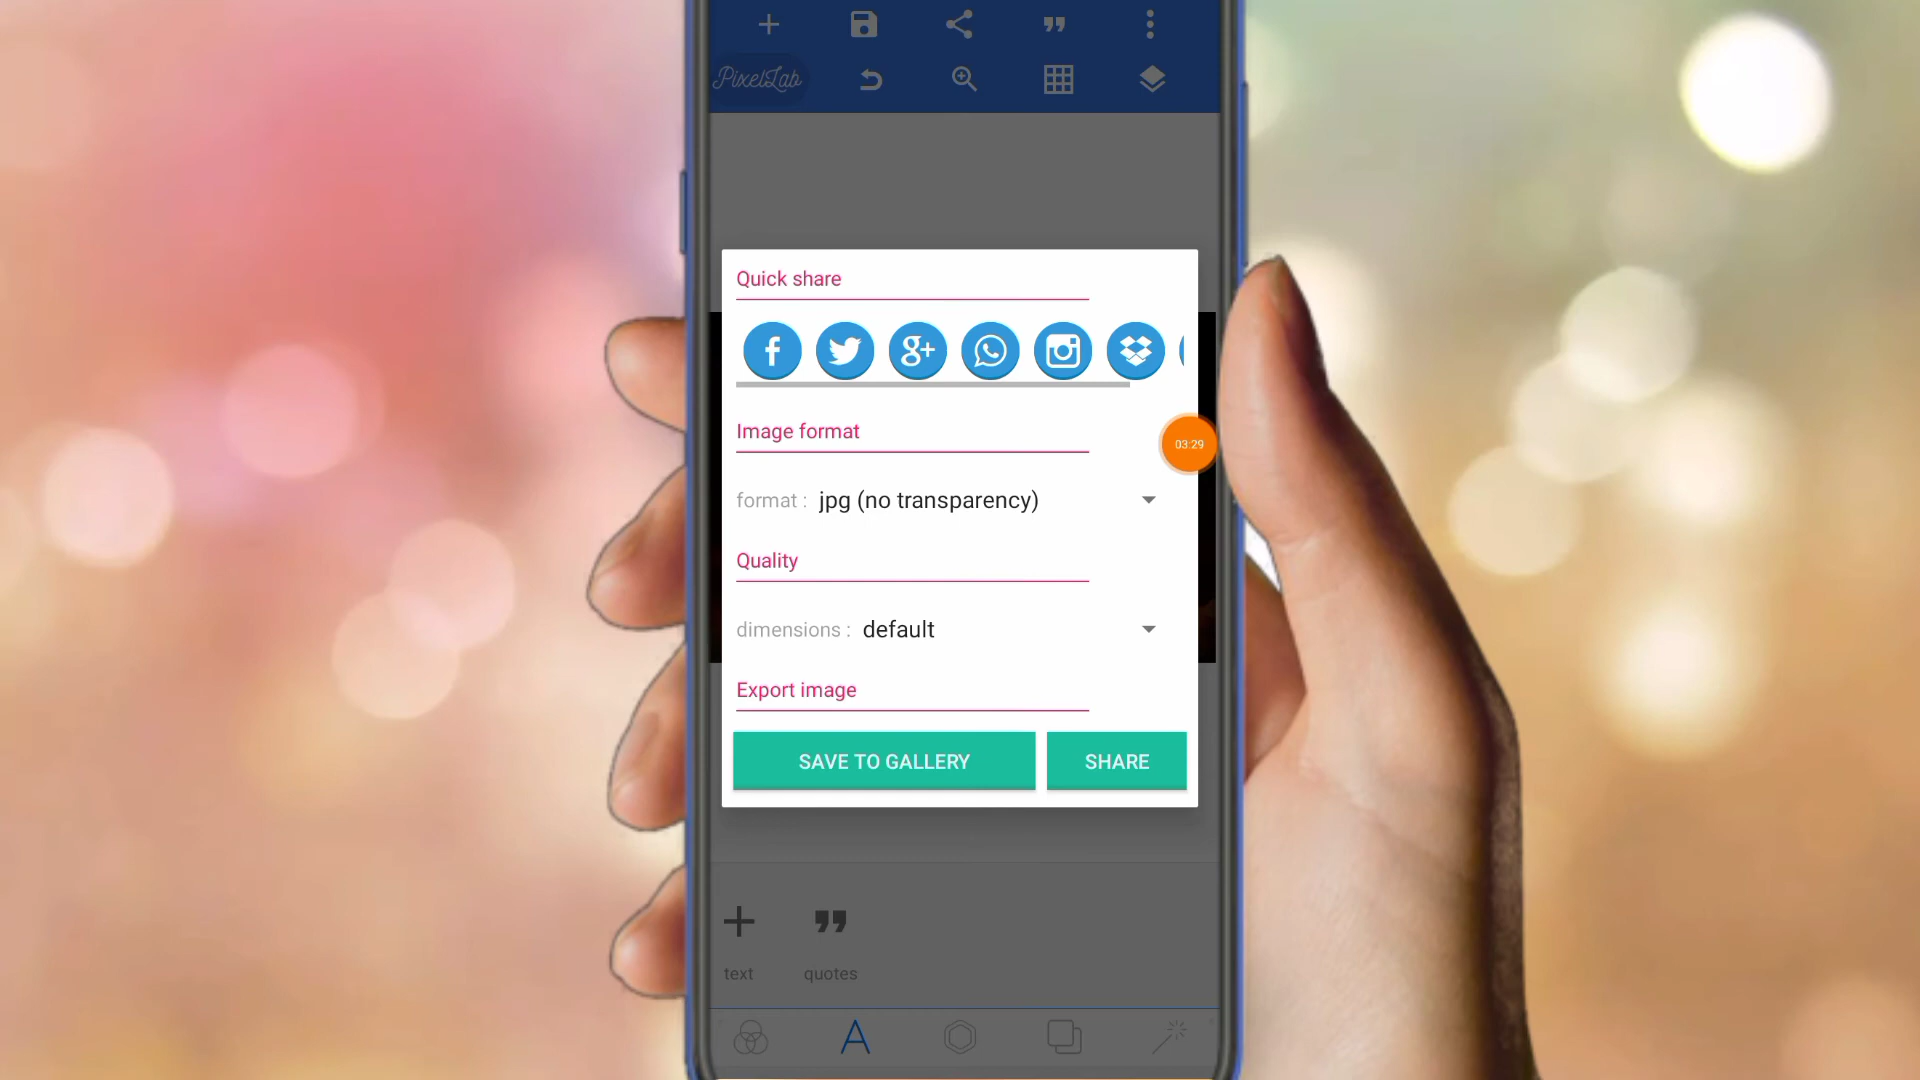 PixelLab
Quick share
Image format
03:29
format : jpg (no transparency)
Quality
dimensions : default
Export image
SAVE TO GALLERY SHARE
text quotes